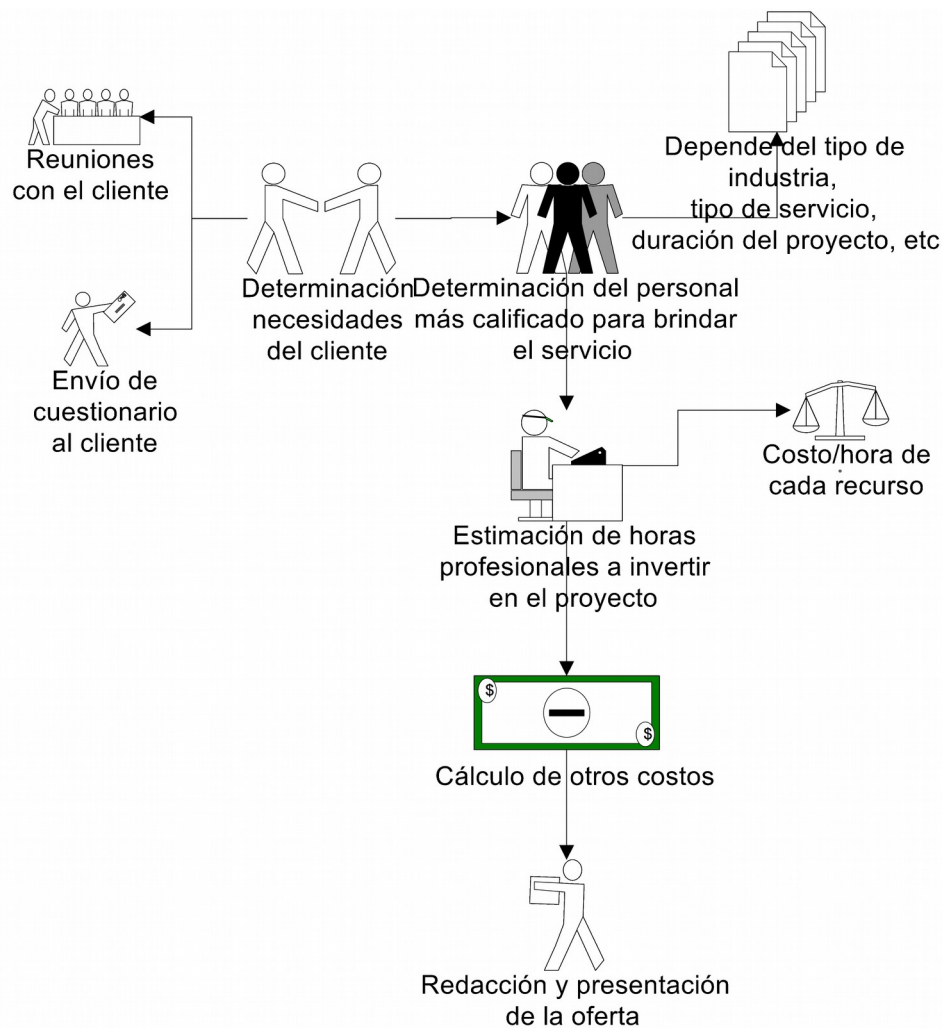 Reuniones
con el cliente
Envío de
cuestionario
al cliente
Determinación
necesidades
del cliente
Determinación del personal
más calificado para brindar
el servicio
Depende del tipo de
industria,
tipo de servicio,
duración del proyecto, etc
Costo/hora de
cada recurso
Estimación de horas
profesionales a invertir
en el proyecto
$
$
Cálculo de otros costos
Redacción y presentación
de la oferta